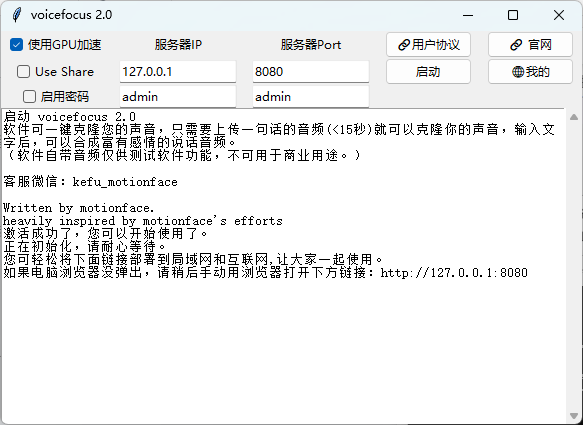 voicefocus 2.0
使用GPU加速 服务器IP 服务器Port 用户协议 官网
Use Share 127.0.0.1 8080 启动 我的
启用密码 admin admin
启动 voicefocus 2.0
软件可一键克隆您的声音，只需要上传一句话的音频(<15秒)就可以克隆你的声音，输入文
字后，可以合成富有感情的说话音频。
（软件自带音频仅供测试软件功能，不可用于商业用途。）
客服微信：kefu_motionface
Written by motionface.
heavily inspired by motionface's efforts
激活成功了，您可以开始使用了。
正在初始化，请耐心等待。
您可轻松将下面链接部署到局域网和互联网,让大家一起使用。
如果电脑浏览器没弹出，请稍后手动用浏览器打开下方链接：http://127.0.0.1:8080